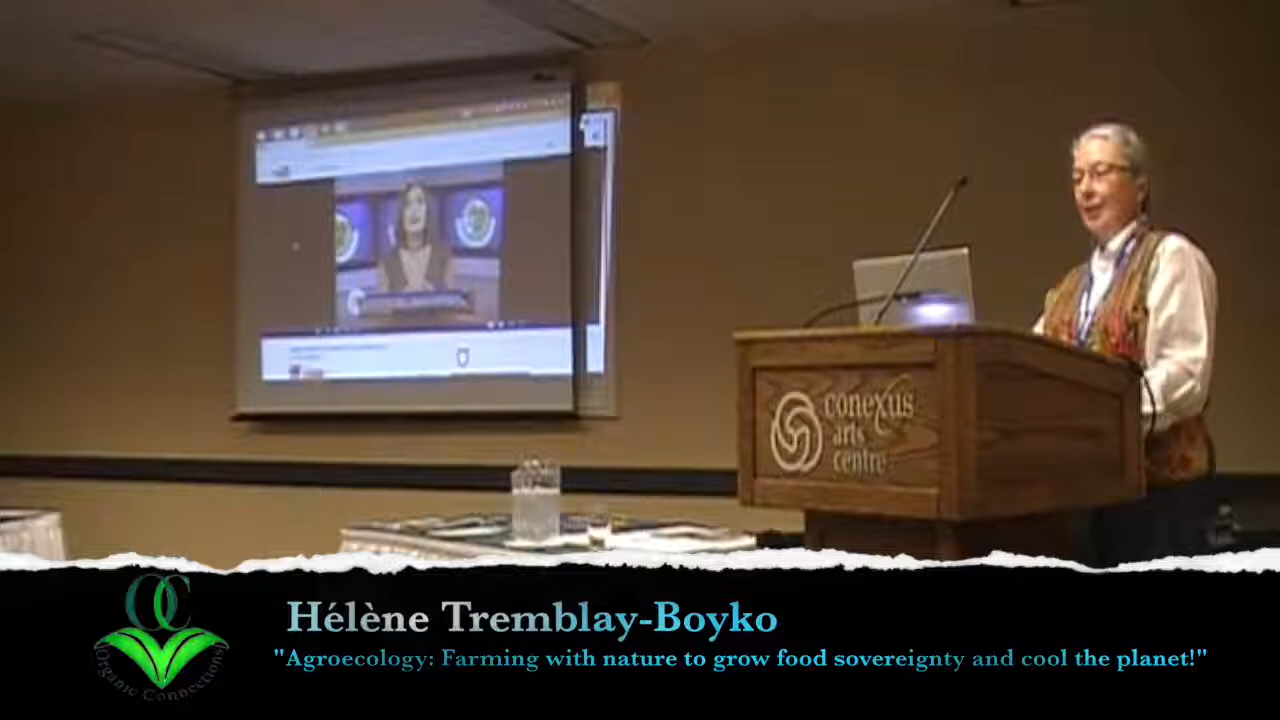 conexus
arts
centre
OC
Organic Connections
Hélène Tremblay-Boyko
"Agroecology: Farming with nature to grow food sovereignty and cool the planet!"